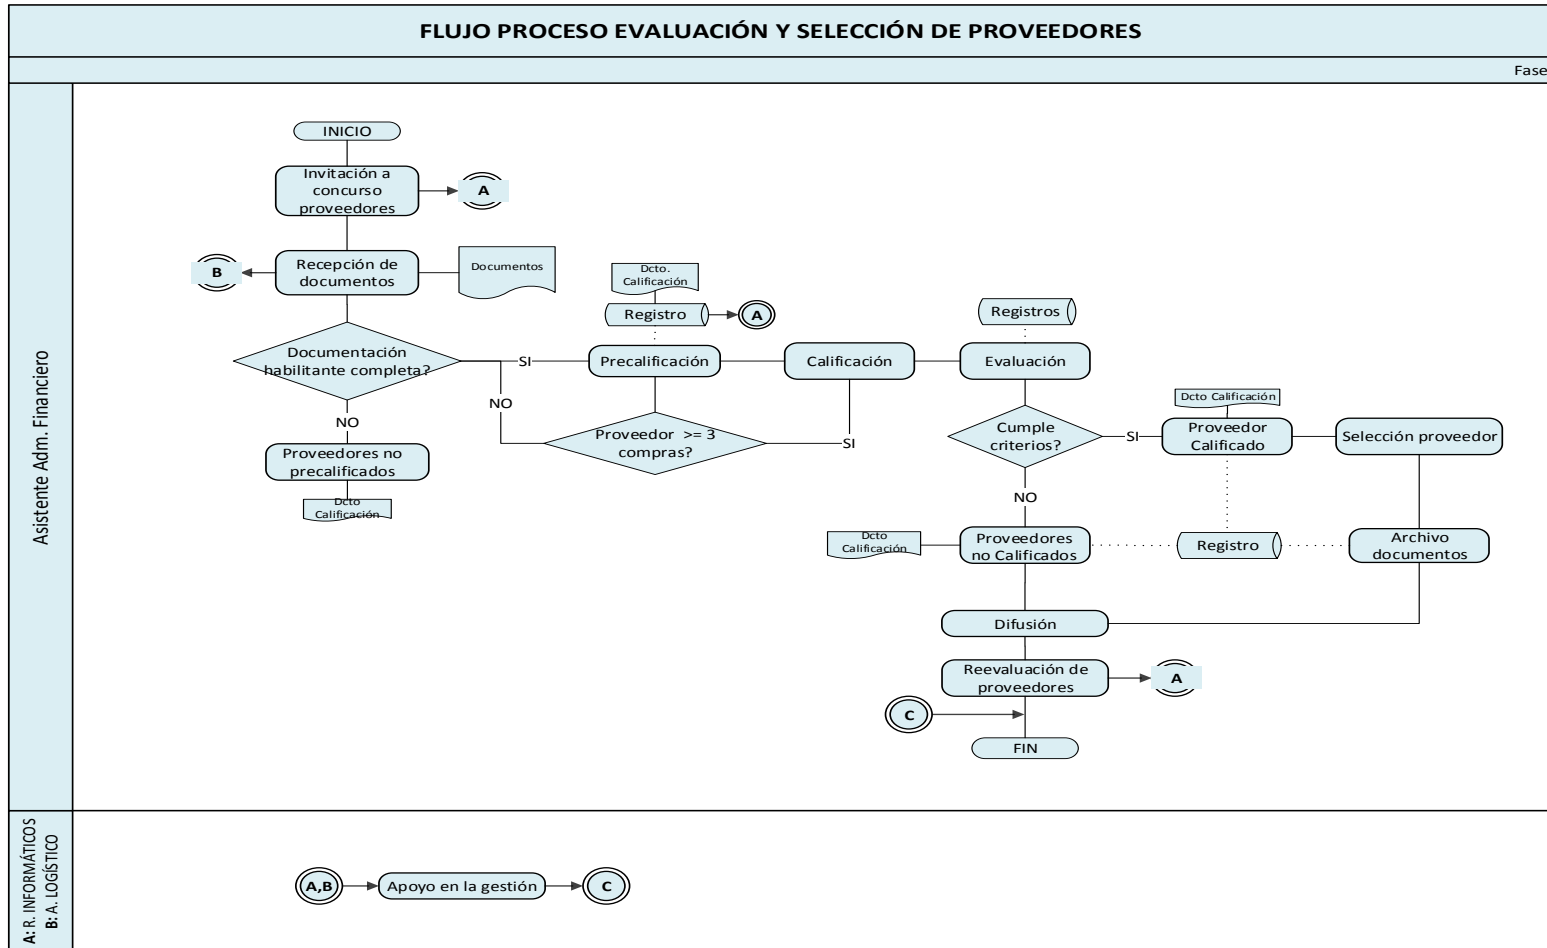 FLUJO PROCESO EVALUACIÓN Y SELECCIÓN DE PROVEEDORES
Fase
Asistente Adm. Financiero
INICIO
Invitación a
concurso
proveedores
A
B
Recepción de
documentos
Documentos
Dcto.
Calificación
Registro
A
Registros
Documentación
habilitante completa?
SI
Precalificación
Calificación
Evaluación
NO
NO
Proveedor >= 3
compras?
SI
Cumple
criterios?
SI
Dcto Calificación
Proveedor
Calificado
Selección proveedor
Proveedores no
precalificados
Dcto
Calificación
NO
Dcto
Calificación
Proveedores
no Calificados
Registro
Archivo
documentos
Difusión
Reevaluación de
proveedores
A
C
FIN
A: R. INFORMÁTICOS
B: A. LOGÍSTICO
A,B
Apoyo en la gestión
C